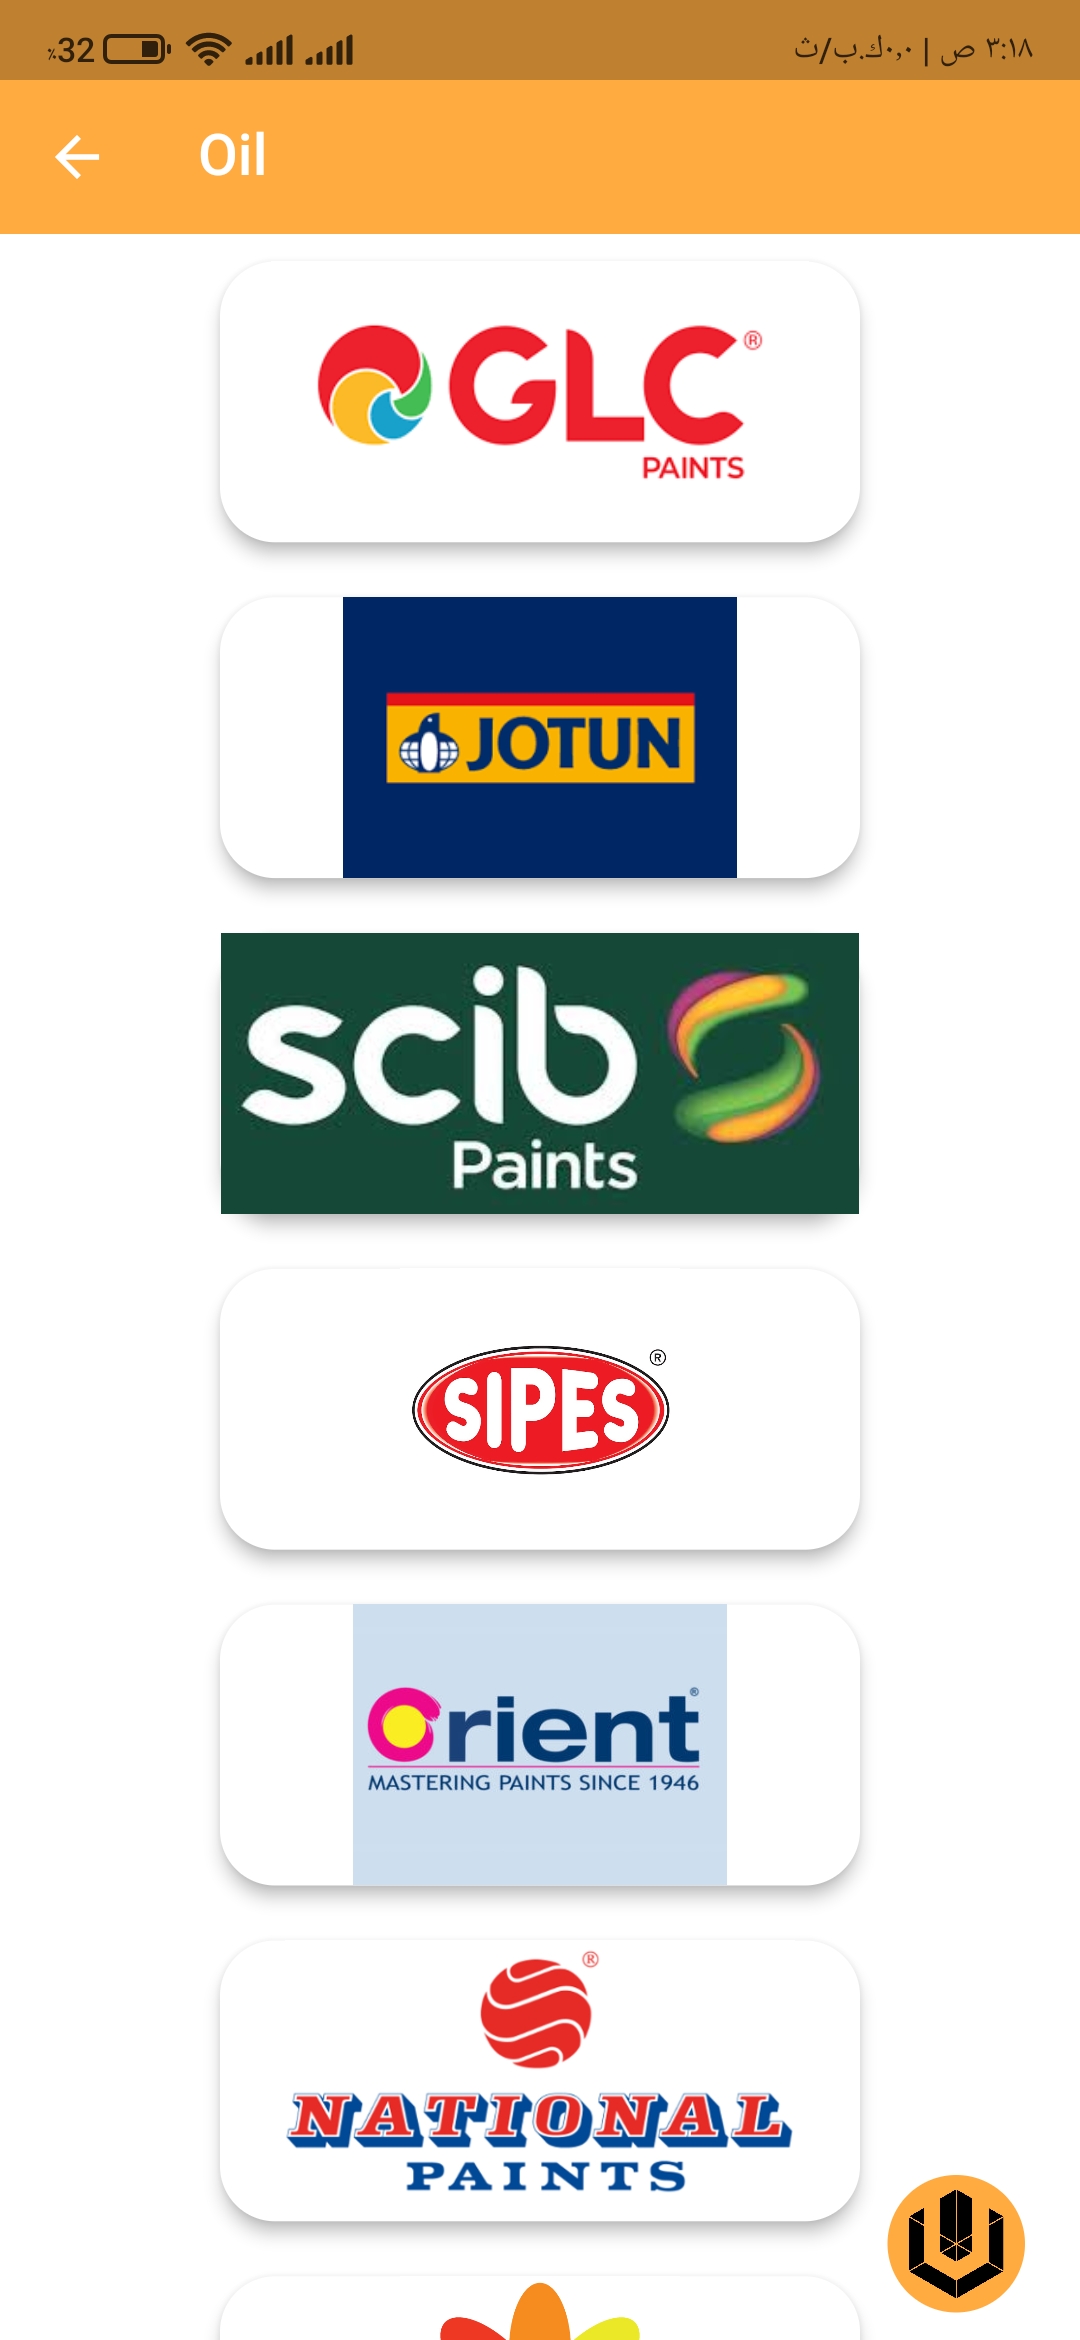 ٪32
٣:١٨ ص | ٠,٠ك.ب/ث
Oil
GLC®
PAINTS
JOTUN
scib
Paints
SIPES®
Orient®
MASTERING PAINTS SINCE 1946
®
NATIONAL
PAINTS